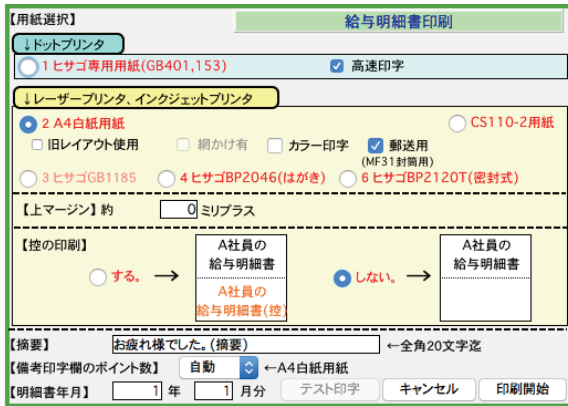 【用紙選択】
給与明細書印刷
↓ドットプリンタ
1 ヒサゴ専用用紙(GB401,153)
高速印字
↓レーザープリンタ、インクジェットプリンタ
2 A4白紙用紙
CS110-2用紙
旧レイアウト使用
網かけ有
カラー印字
郵送用
(MF31封筒用)
3 ヒサゴGB1185
4 ヒサゴBP2046(はがき)
6 ヒサゴBP2120T(密封式)
【上マージン】約 0 ミリプラス
【控の印刷】
する。 →
A社員の
給与明細書
A社員の
給与明細書(控)
しない。 →
A社員の
給与明細書
【摘要】 お疲れ様でした。(摘要) ←全角20文字迄
【備考印字欄のポイント数】 自動 ←A4白紙用紙
【明細書年月】 1 年 1 月分 テスト印字 キャンセル 印刷開始